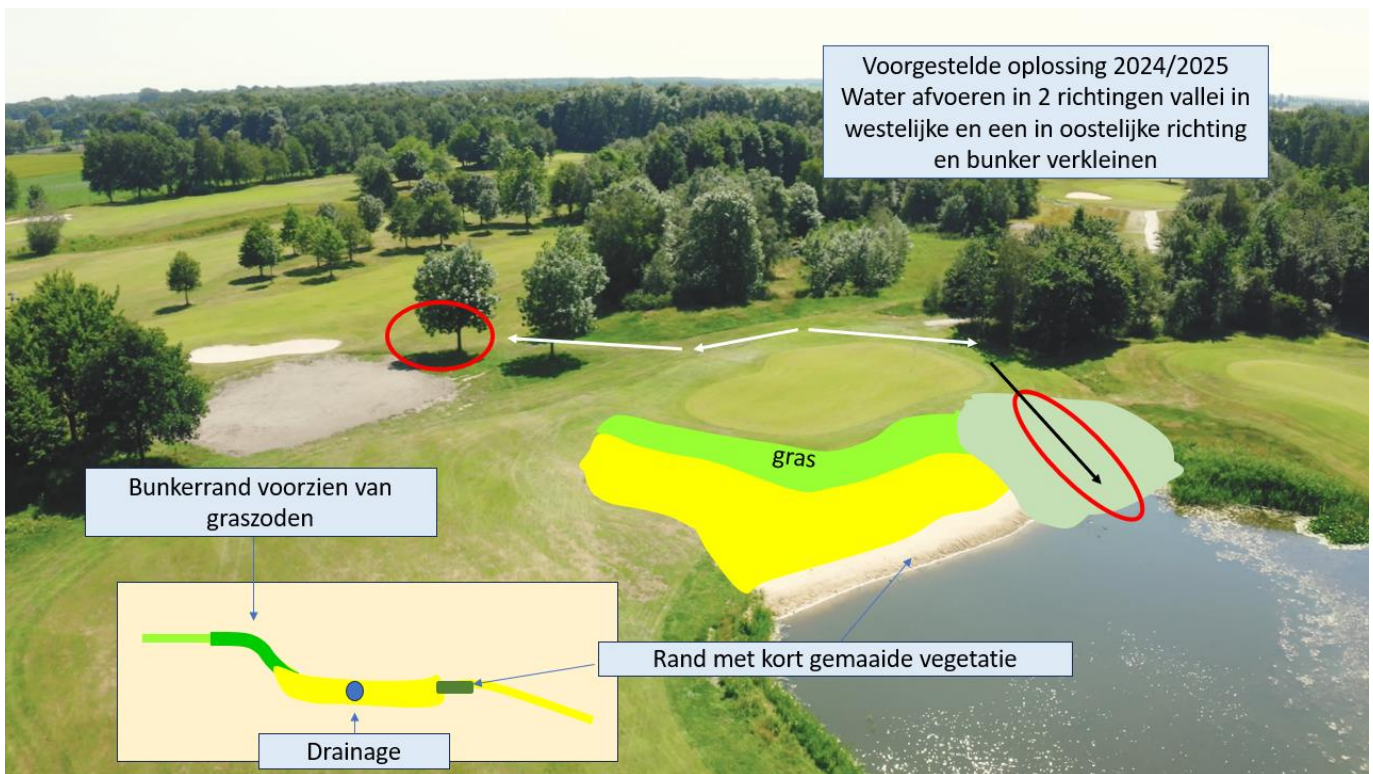 Voorgestelde oplossing 2024/2025
Water afvoeren in 2 richtingen vallei in
westelijke en een in oostelijke richting
en bunker verkleinen
gras
Bunkerrand voorzien van
graszoden
Rand met kort gemaaide vegetatie
Drainage